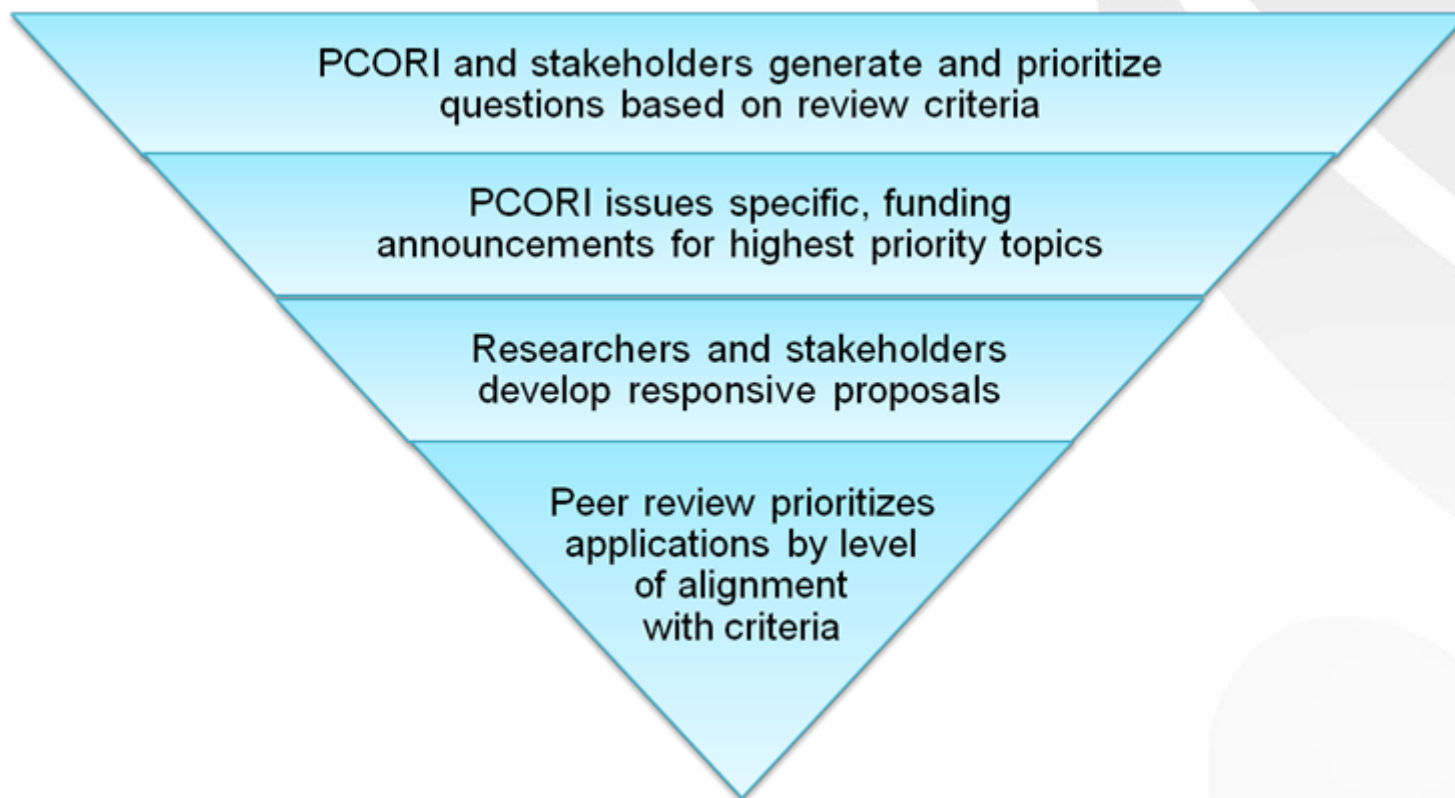 PCORI and stakeholders generate and prioritize
questions based on review criteria
PCORI issues specific, funding
announcements for highest priority topics
Researchers and stakeholders
develop responsive proposals
Peer review prioritizes
applications by level
of alignment
with criteria